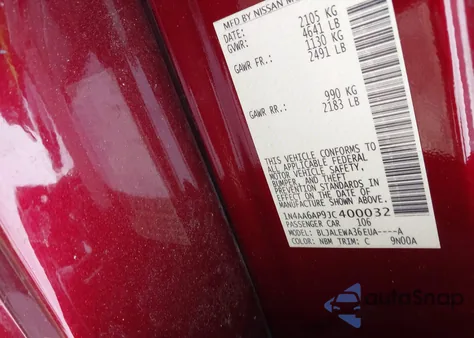 MFD BY NISSAN M
DATE:
GVWR: 2105 KG
4641 LB
GAWR FR.: 1130 KG
2491 LB
GAWR RR.: 990 KG
2183 LB
THIS VEHICLE CONFORMS TO
ALL APPLICABLE FEDERAL
MOTOR VEHICLE SAFETY,
BUMPER, AND THEFT
PREVENTION STANDARDS IN
EFFECT ON THE DATE OF
MANUFACTURE SHOWN ABOVE.
1N4AA6AP9JC400032
PASSENGER CAR 106
MODEL: BLJALEWA36EUA----A
COLOR: NBM TRIM: C 9N00A
autoSnap